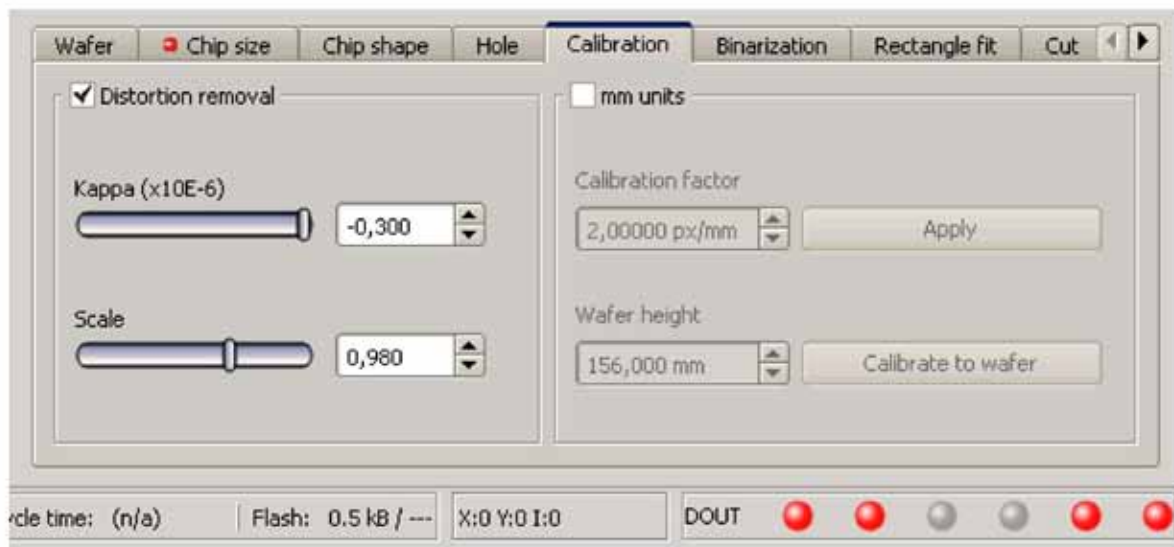 Wafer Chip size Chip shape Hole Calibration Binarization Rectangle fit Cut
Distortion removal
Kappa (x10E-6)
-0,300
Scale
0,980
mm units
Calibration factor
2,00000 px/mm Apply
Wafer height
156,000 mm Calibrate to wafer
ycle time: (n/a) Flash: 0.5 kB / --- X:0 Y:0 I:0 DOUT